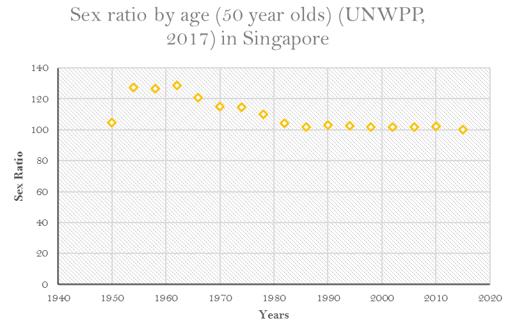 Sex ratio by age (50 year olds) (UNWPP,
2017) in Singapore
140
120
100
80
60
40
20
0
Sex Ratio
1940 1950 1960 1970 1980 1990 2000 2010 2020
Years